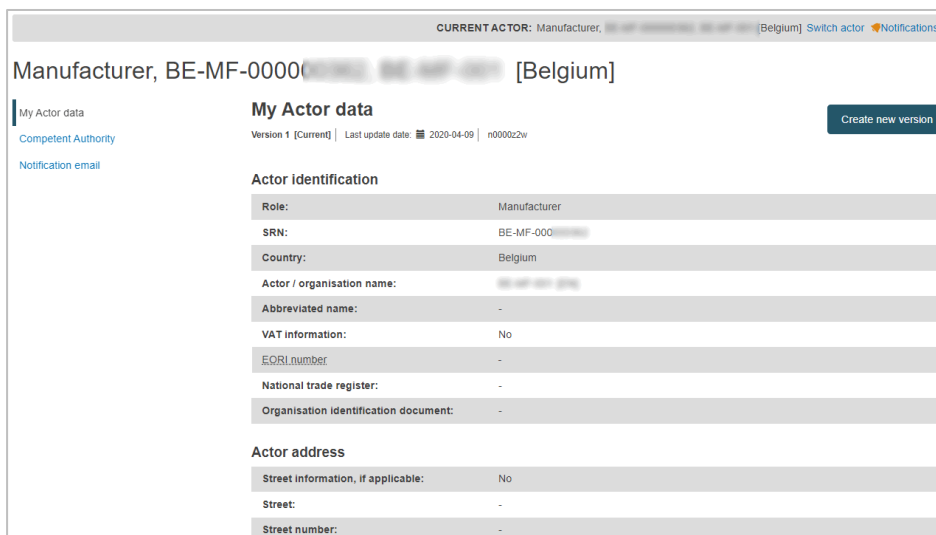 CURRENT ACTOR: Manufacturer, [Belgium] Switch actor Notifications
Manufacturer, BE-MF-0000 [Belgium]
My Actor data
Competent Authority
Notification email
My Actor data
Version 1 [Current] Last update date: 2020-04-09 n0000z2w
Create new version
Actor identification
Role: Manufacturer
SRN: BE-MF-000
Country: Belgium
Actor / organisation name:
Abbreviated name: -
VAT information: No
EORI number -
National trade register: -
Organisation identification document: -
Actor address
Street information, if applicable: No
Street: -
Street number: -